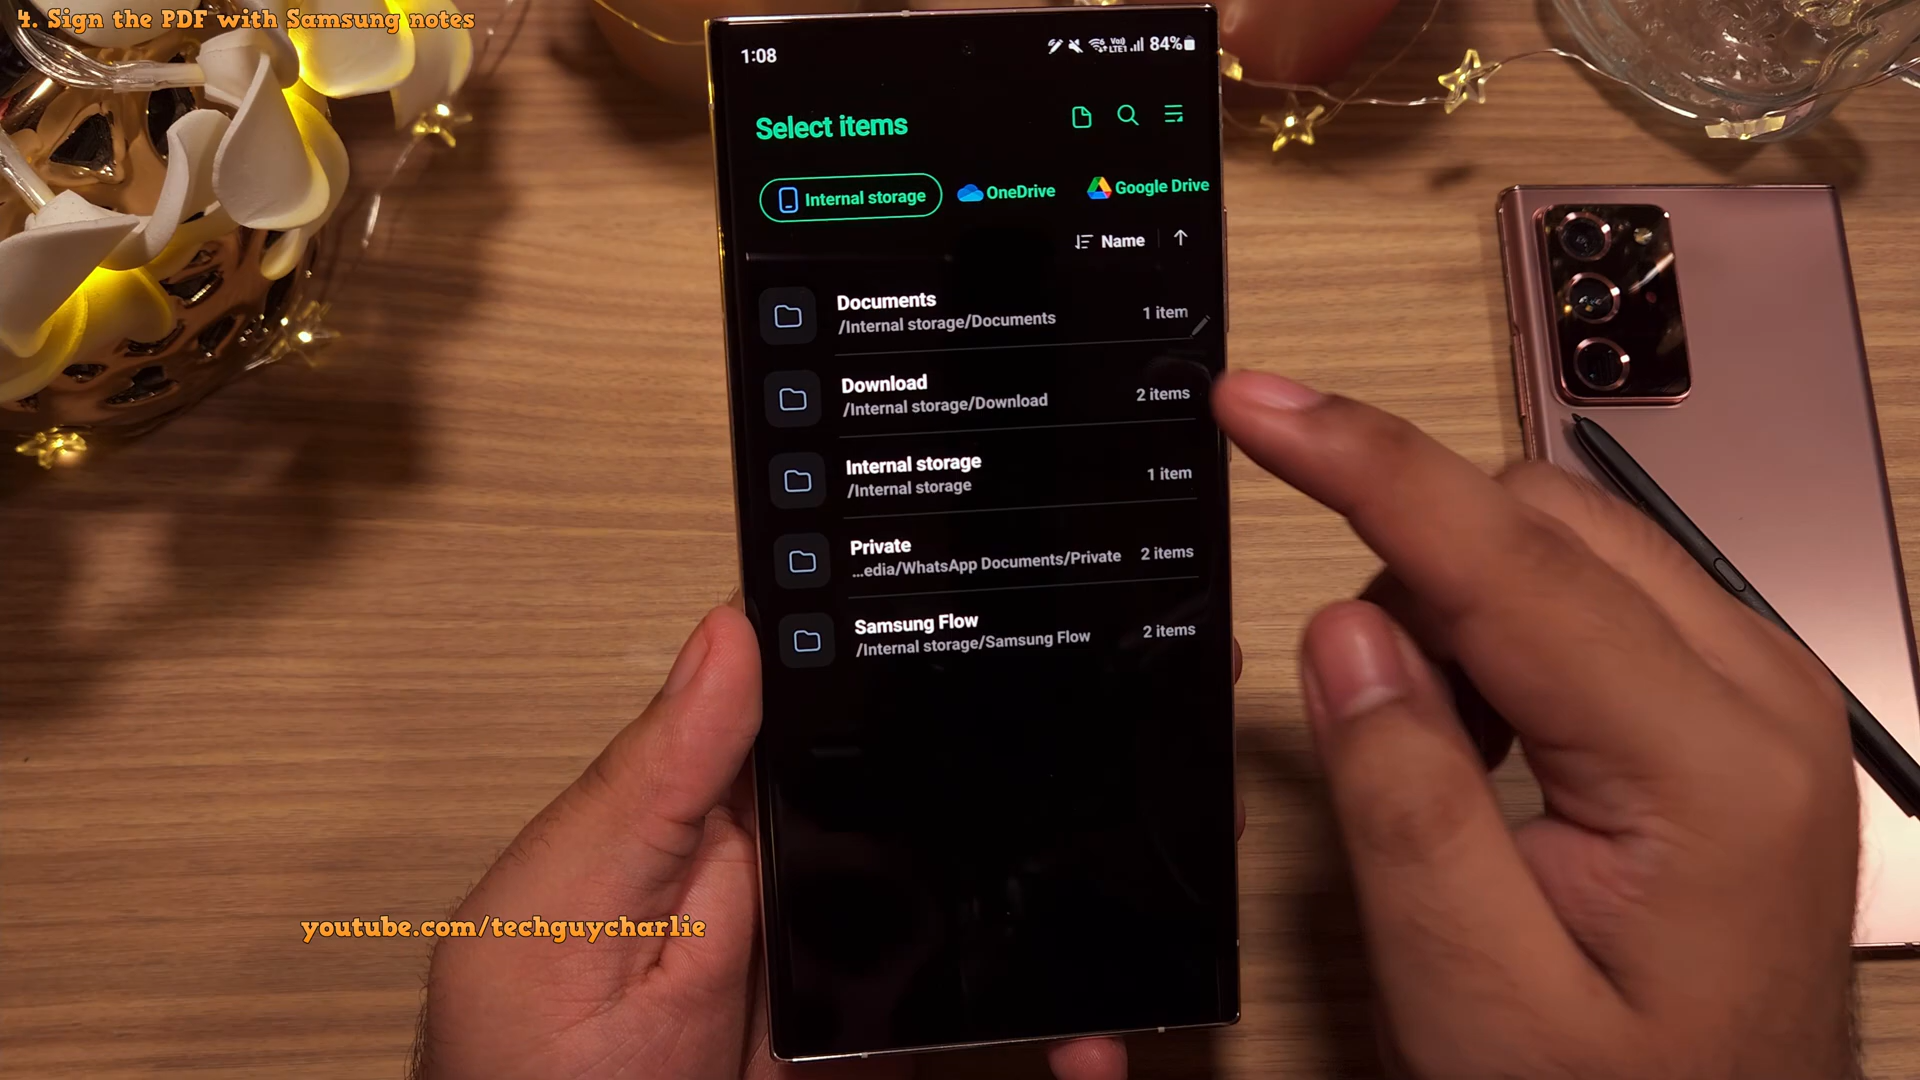 4. Sign the PDF with Samsung notes
1:08
84%
Select items
Internal storage
OneDrive
Google Drive
Name
Documents
/Internal storage/Documents
1 item
Download
/Internal storage/Download
2 items
Internal storage
/Internal storage
1 item
Private
...edia/WhatsApp Documents/Private
2 items
Samsung Flow
/Internal storage/Samsung Flow
2 items
youtube.com/techguycharlie